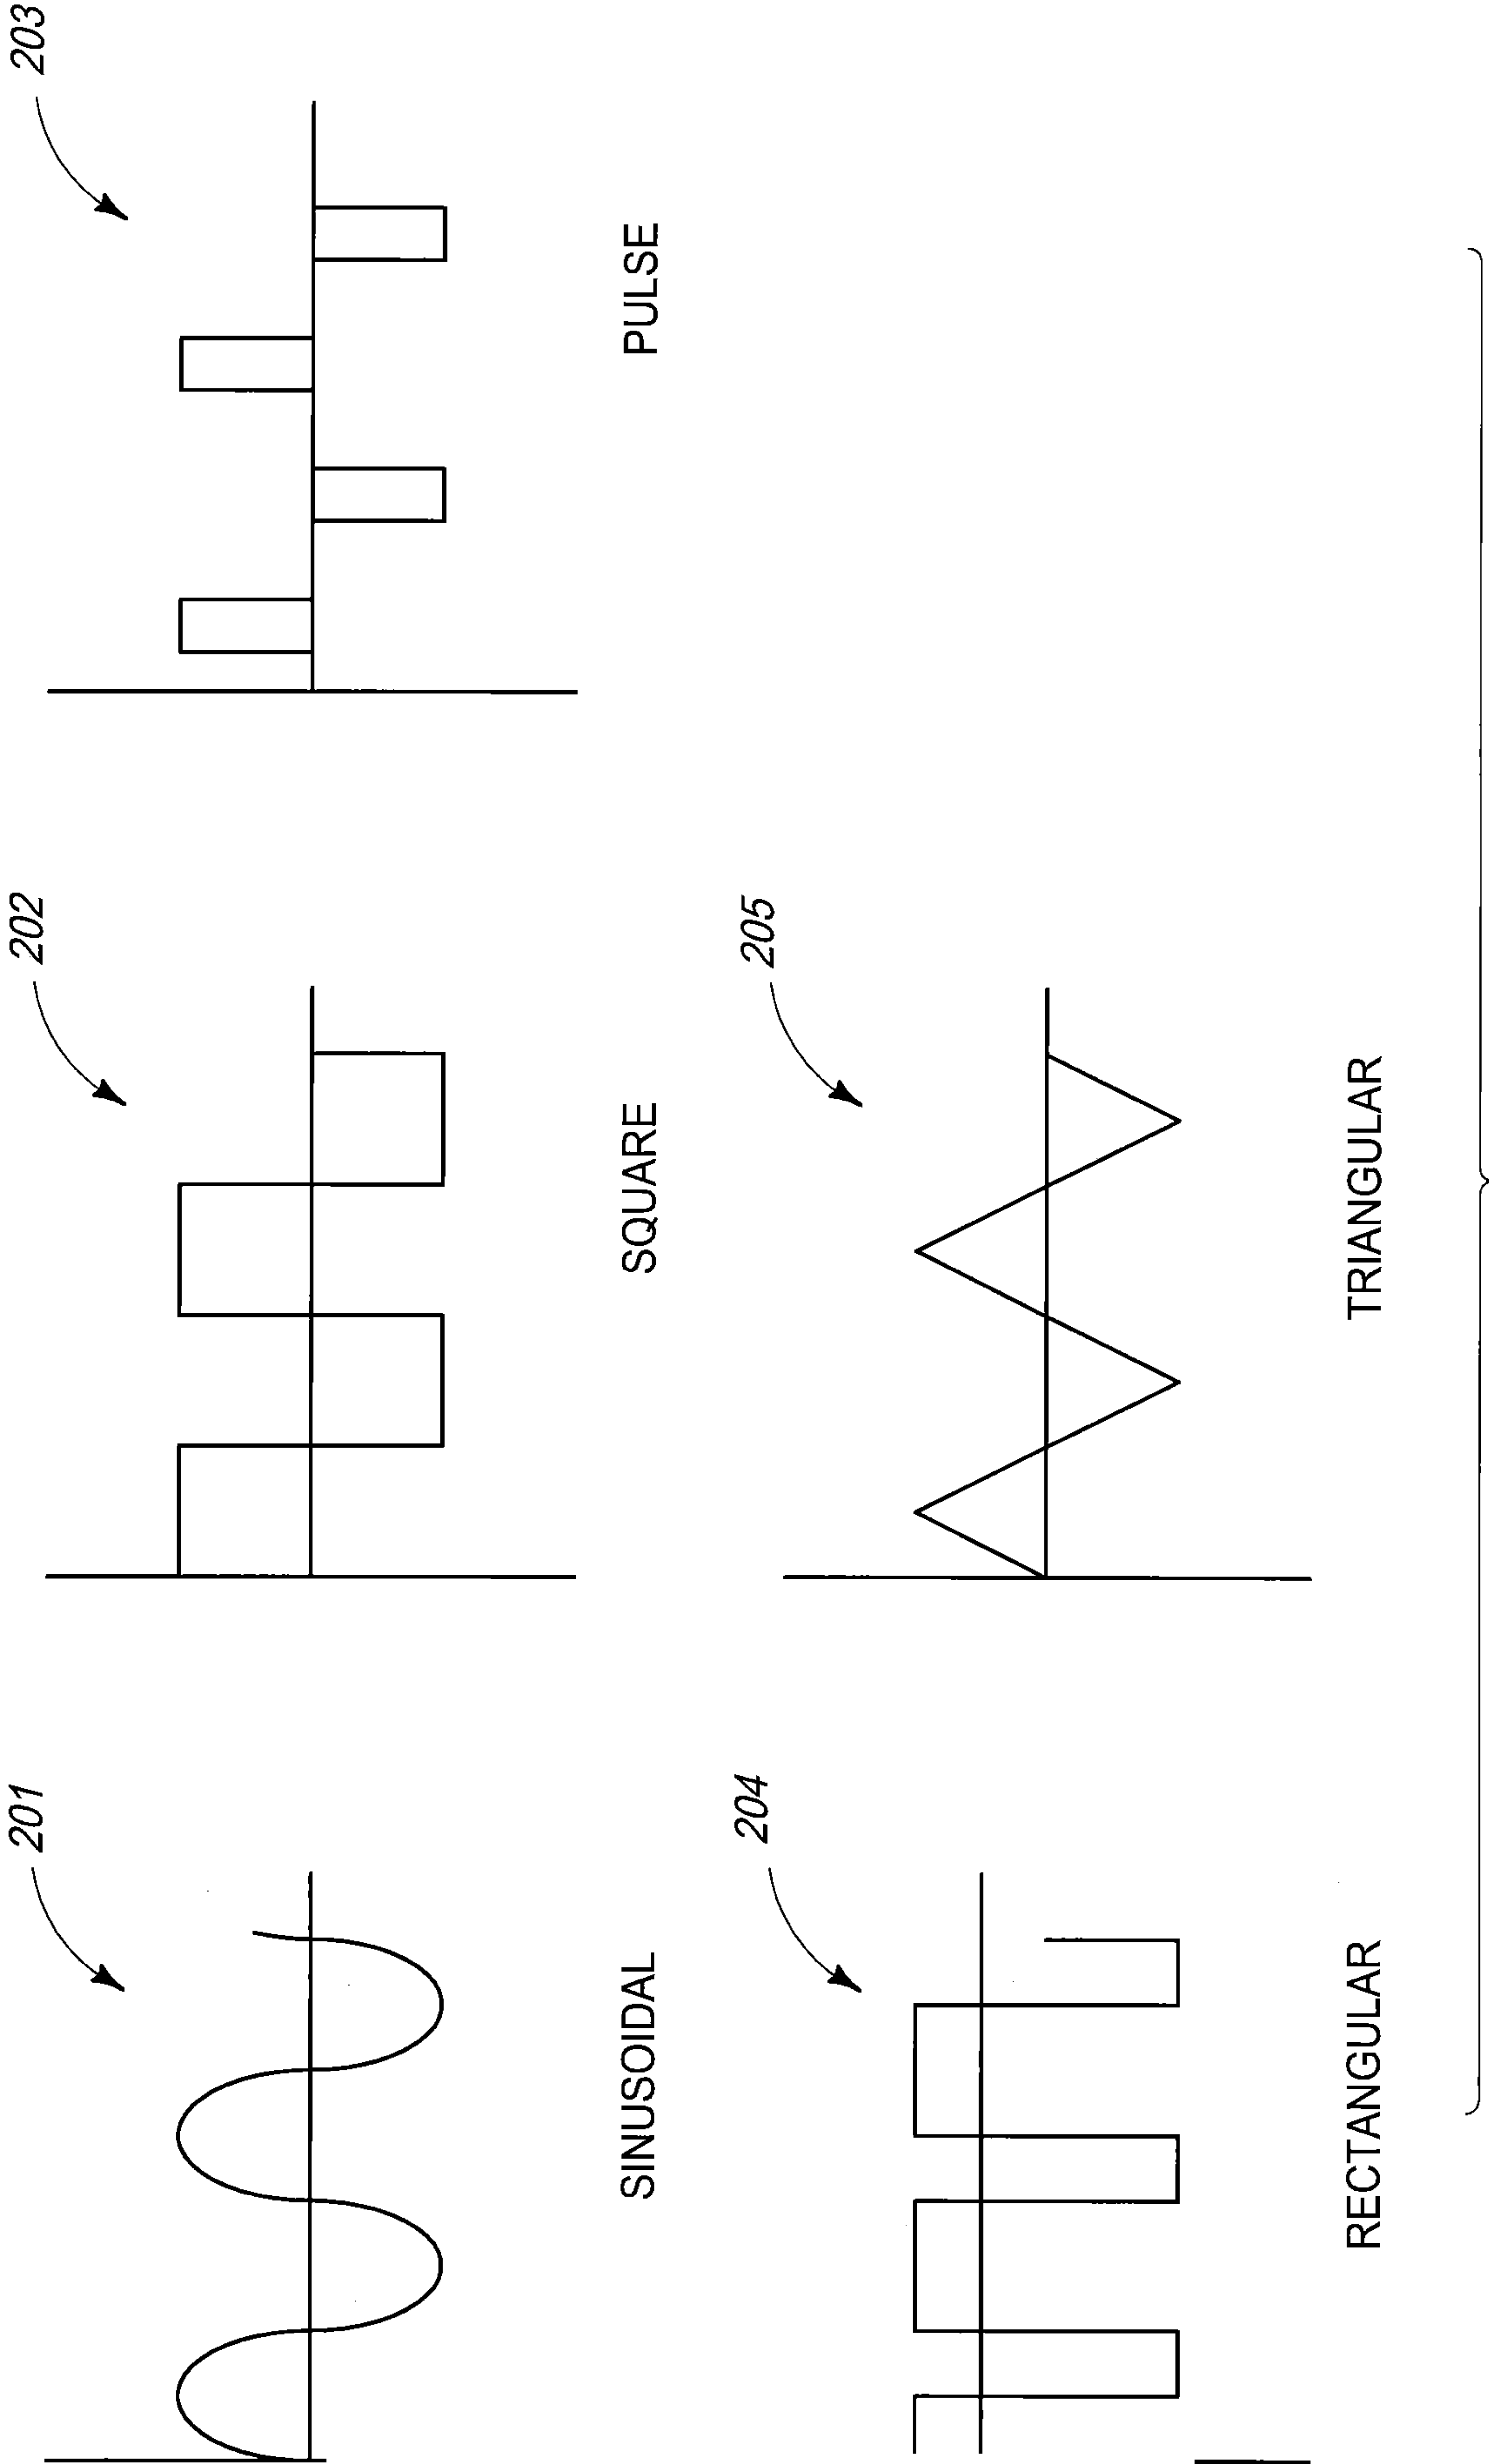 201
202
203
SINUSOIDAL
SQUARE
PULSE
204
205
RECTANGULAR
TRIANGULAR